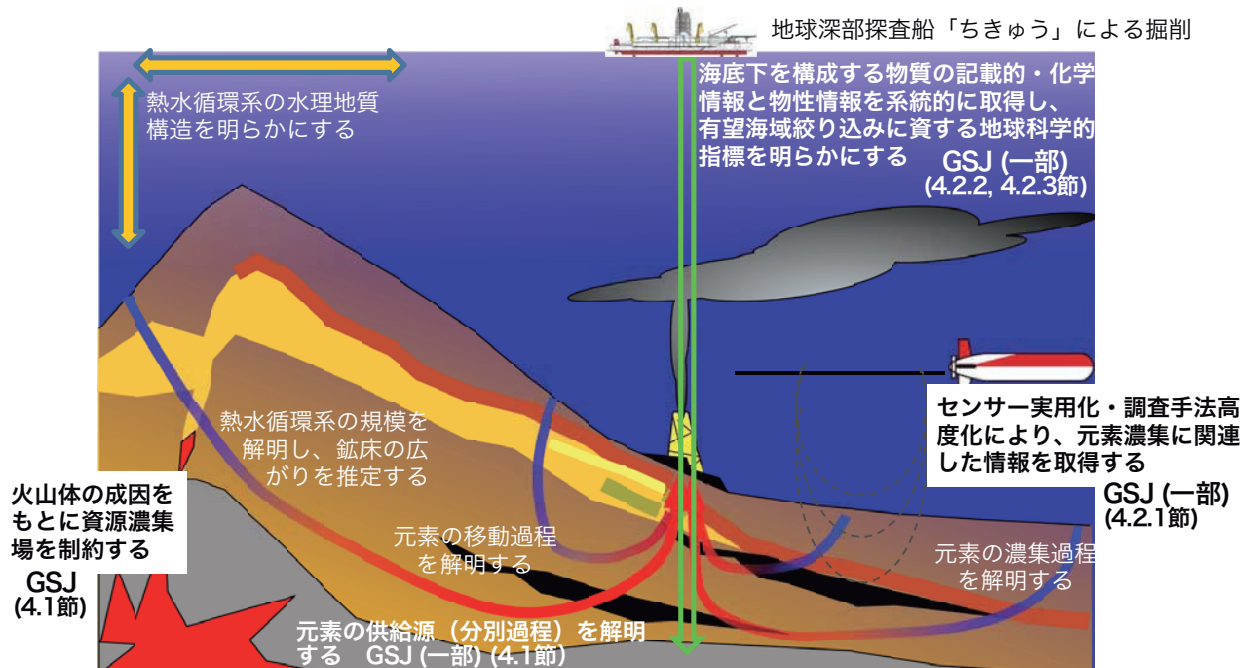 地球深部探査船「ちきゅう」による掘削
熱水循環系の水理地質
構造を明らかにする
海底下を構成する物質の記載的・化学
情報と物性情報を系統的に取得し、
有望海域絞り込みに資する地球科学的
指標を明らかにする GSJ (一部)
(4.2.2, 4.2.3節)
センサー実用化・調査手法高
度化により、元素濃集に関連
した情報を取得する
GSJ (一部)
(4.2.1節)
熱水循環系の規模を
解明し、鉱床の広
がりを推定する
火山体の成因を
もとに資源濃集
場を制約する
GSJ
(4.1節)
元素の移動過程
を解明する
元素の濃集過程
を解明する
元素の供給源（分別過程）を解明
する GSJ (一部) (4.1節)